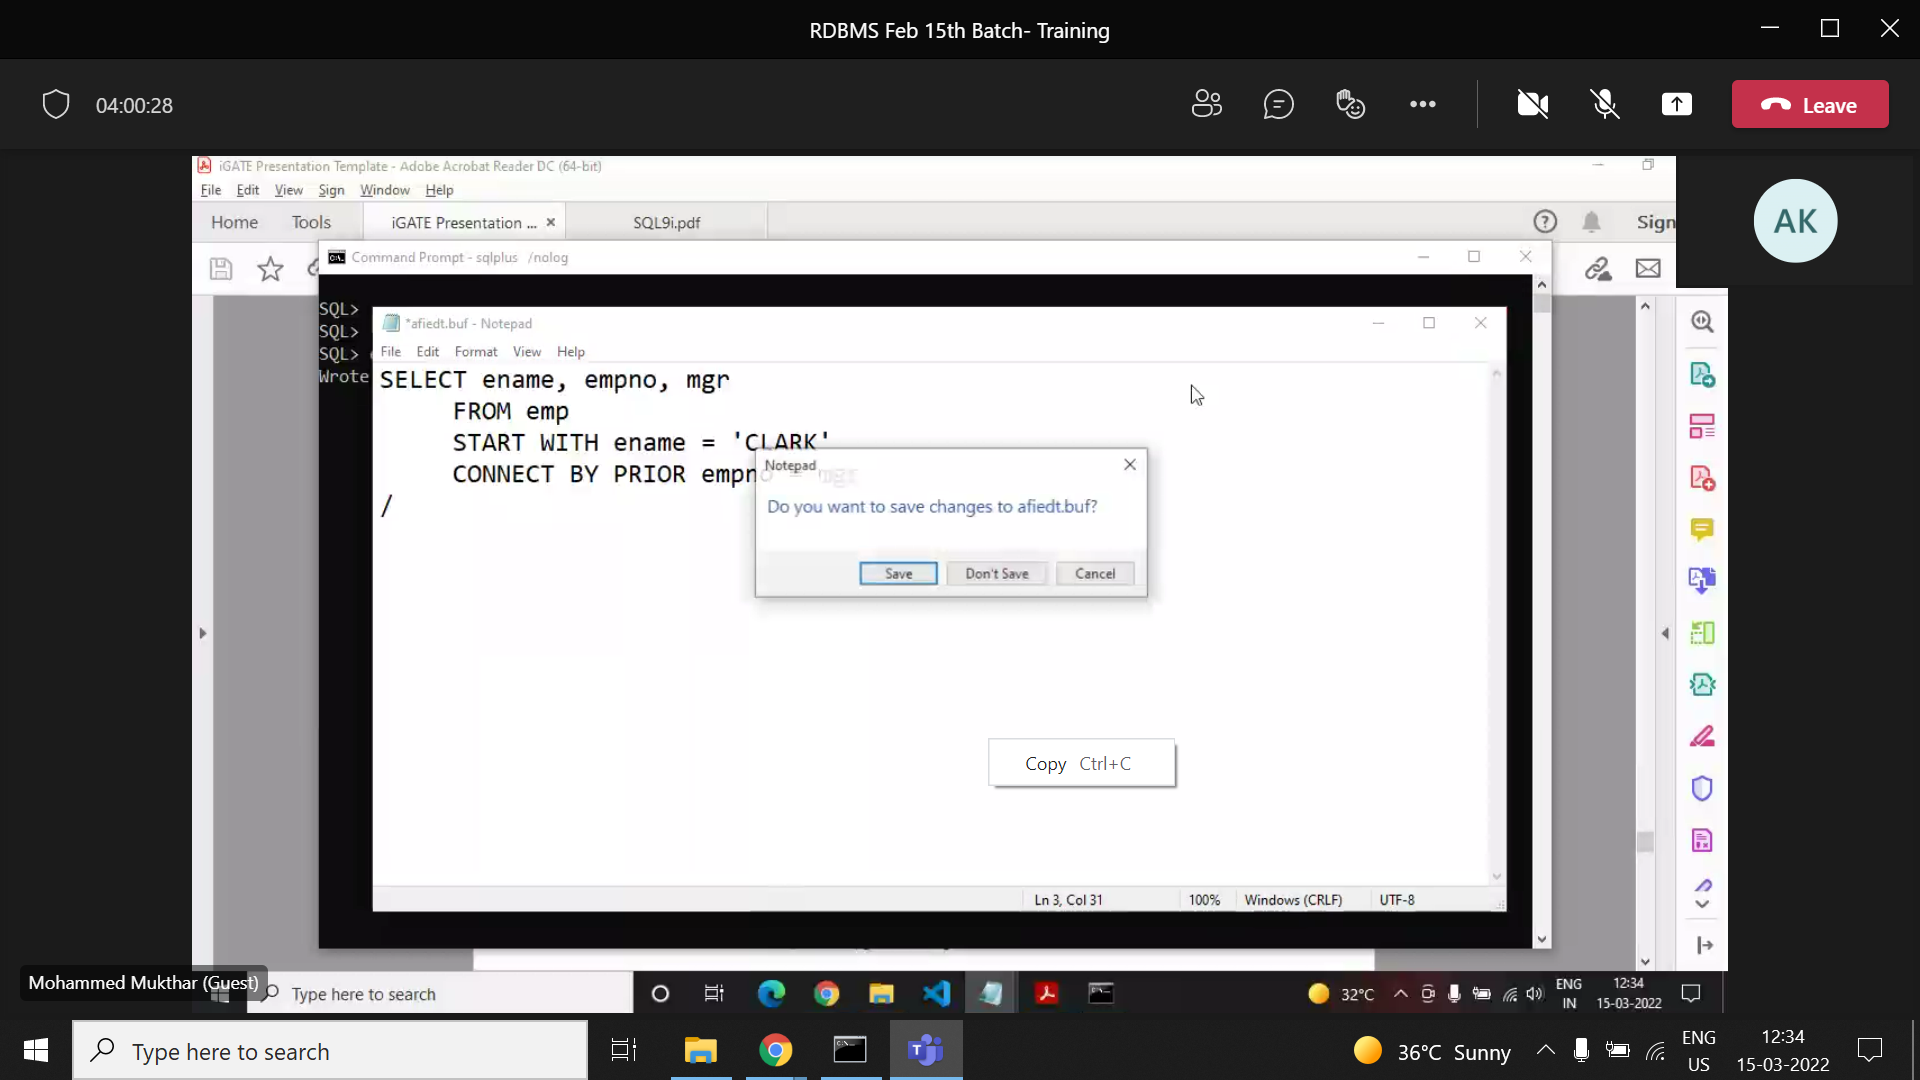 RDBMS Feb 15th Batch- Training
04:00:28
Leave
iGATE Presentation Template - Adobe Acrobat Reader DC (64-bit)
File Edit View Sign Window Help
Home Tools iGATE Presentation ... × SQL9i.pdf
Sign
AK
Command Prompt - sqlplus /nolog
SQL>
SQL>
SQL>
Wrote
*afiedt.buf - Notepad
File Edit Format View Help
SELECT ename, empno, mgr
FROM emp
START WITH ename = 'CLARK'
CONNECT BY PRIOR empno = mgr
/
Notepad
Do you want to save changes to afiedt.buf?
Save Don't Save Cancel
Copy Ctrl+C
Ln 3, Col 31 100% Windows (CRLF) UTF-8
Mohammed Mukthar (Guest)
Type here to search
32°C
ENG
IN
12:34
15-03-2022
Type here to search
36°C Sunny
ENG
US
12:34
15-03-2022